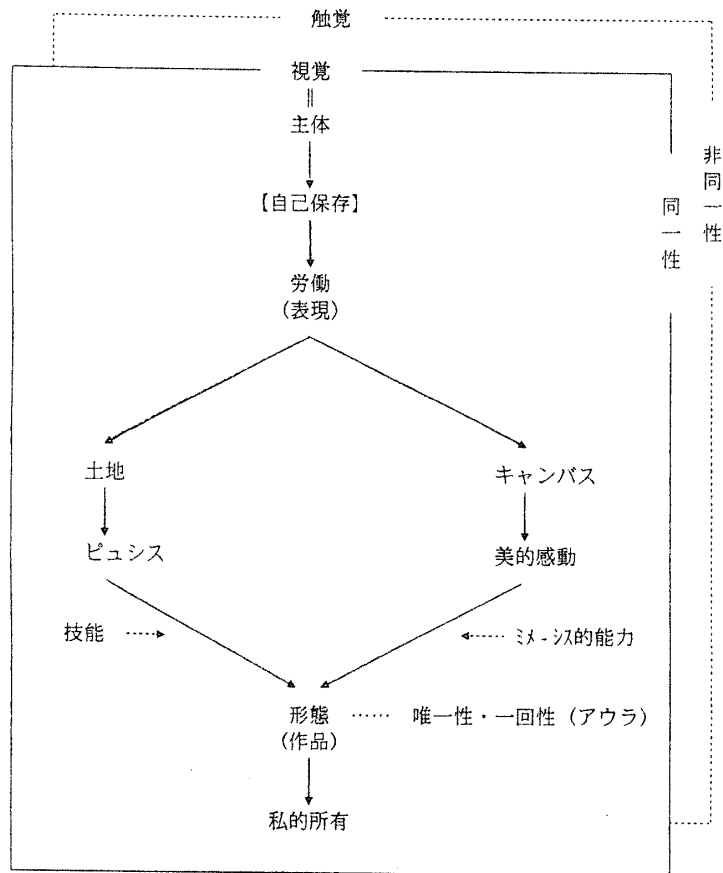 触覚
視覚
‖
主体
【自己保存】
労働
(表現)
土地
キャンバス
ピュシス
美的感動
技能
ミメ-シス的能力
形態 …… 唯一性・一回性 (アウラ)
(作品)
私的所有
同一性
非同一性